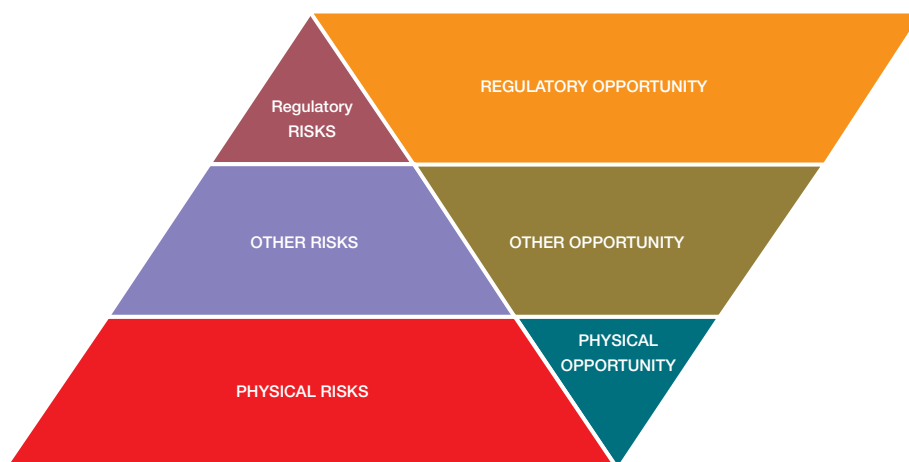 REGULATORY OPPORTUNITY
Regulatory
RISKS
OTHER RISKS
OTHER OPPORTUNITY
PHYSICAL
OPPORTUNITY
PHYSICAL RISKS